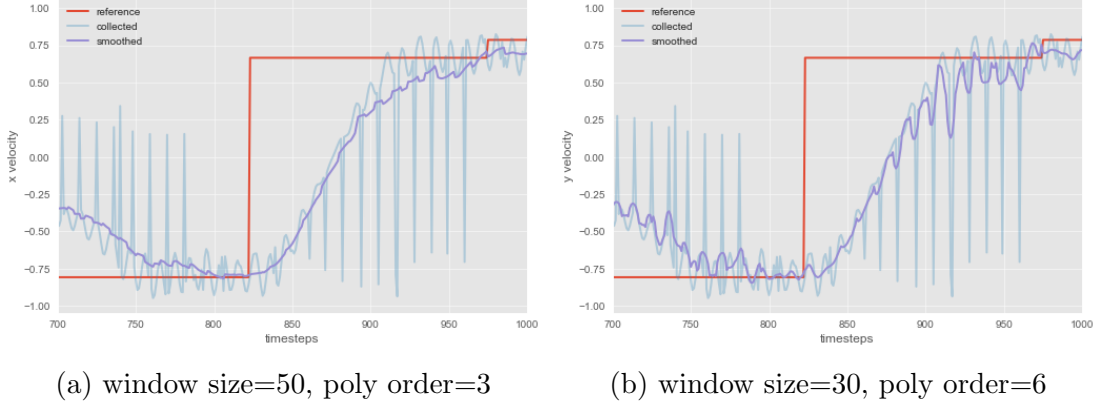 1.00
0.75
0.50
0.25
0.00
−0.25
−0.50
−0.75
−1.00
x velocity
reference
collected
smoothed
700 750 800 850 900 950 1000
timesteps
(a) window size=50, poly order=3
1.00
0.75
0.50
0.25
0.00
−0.25
−0.50
−0.75
−1.00
y velocity
reference
collected
smoothed
700 750 800 850 900 950 1000
timesteps
(b) window size=30, poly order=6